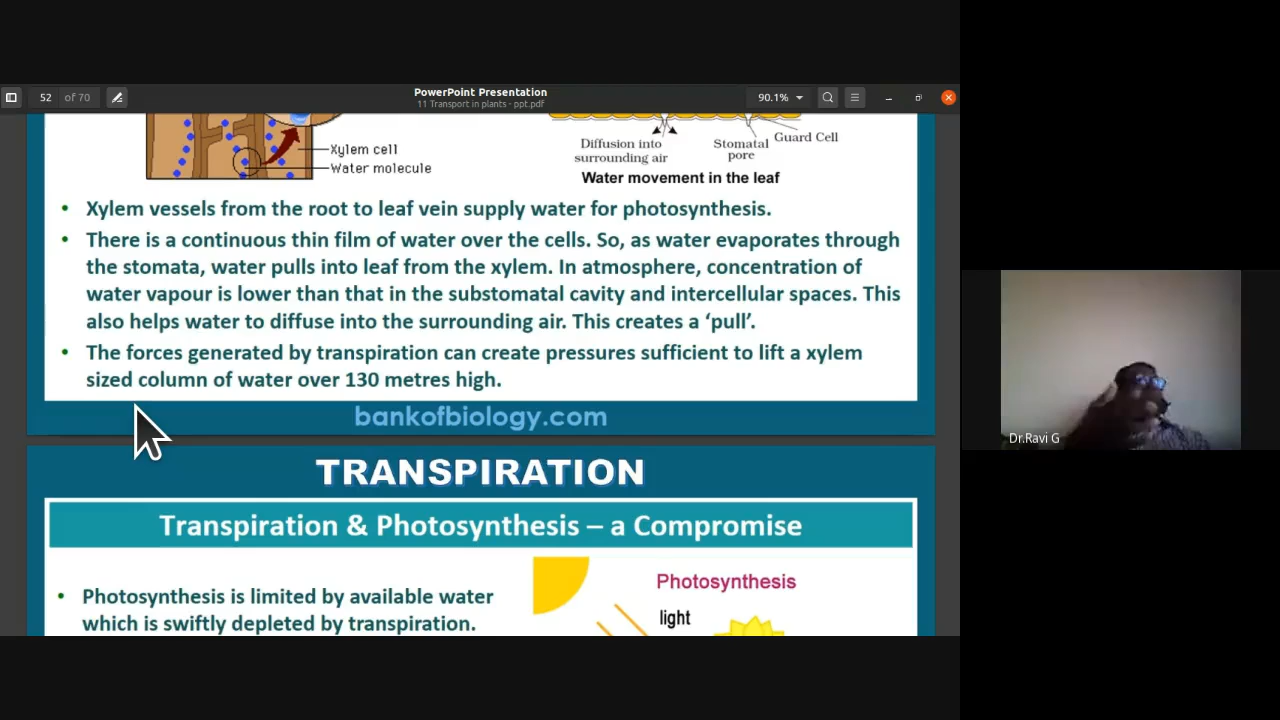 52 of 70
PowerPoint Presentation
11 Transport in plants - ppt.pdf
90.1%
Xylem cell
Water molecule
Diffusion into
surrounding air
Stomatal
pore
Guard Cell
Water movement in the leaf
• Xylem vessels from the root to leaf vein supply water for photosynthesis.
• There is a continuous thin film of water over the cells. So, as water evaporates through
the stomata, water pulls into leaf from the xylem. In atmosphere, concentration of
water vapour is lower than that in the substomatal cavity and intercellular spaces. This
also helps water to diffuse into the surrounding air. This creates a ‘pull’.
• The forces generated by transpiration can create pressures sufficient to lift a xylem
sized column of water over 130 metres high.
bankofbiology.com
TRANSPIRATION
Transpiration & Photosynthesis – a Compromise
• Photosynthesis is limited by available water
which is swiftly depleted by transpiration.
Photosynthesis
light
Dr.Ravi G